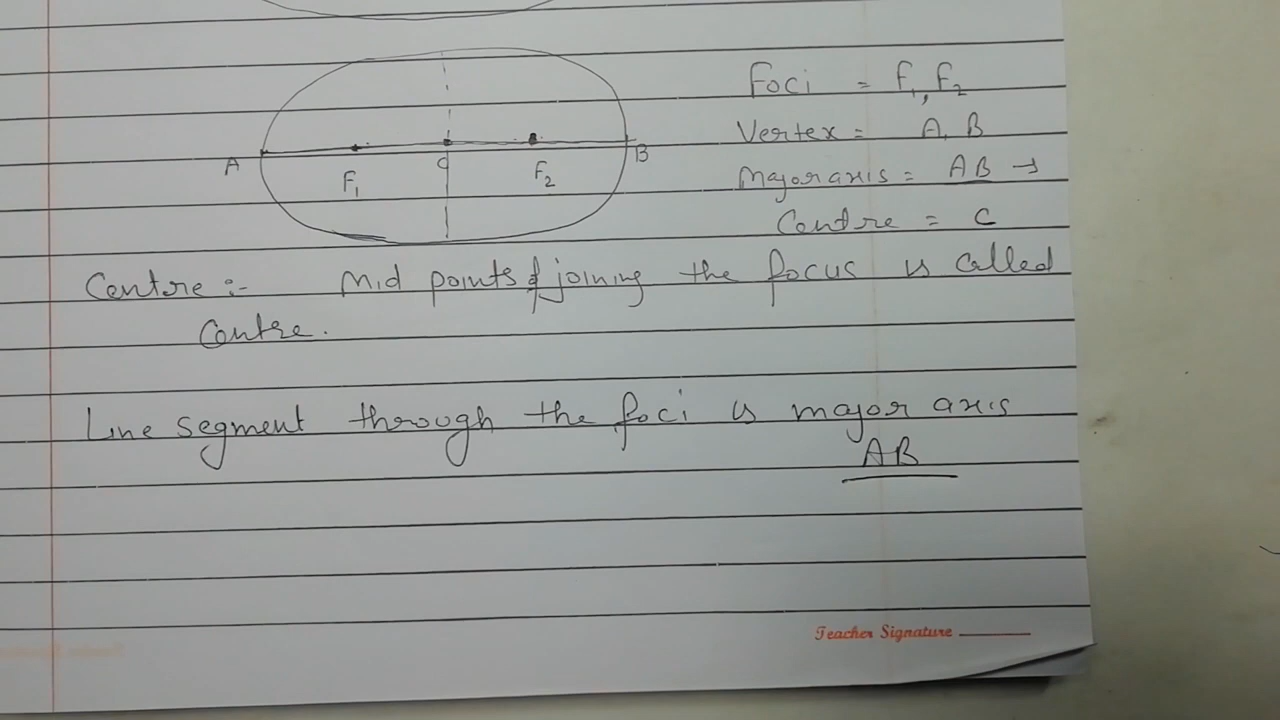 Foci = F1, F2
Vertex = A, B
Major axis = AB →
Centre = C
A F1 C F2 B
Centre :- Mid points of joining the focus is called
Centre.
Line segment through the foci is major axis
AB
Teacher Signature